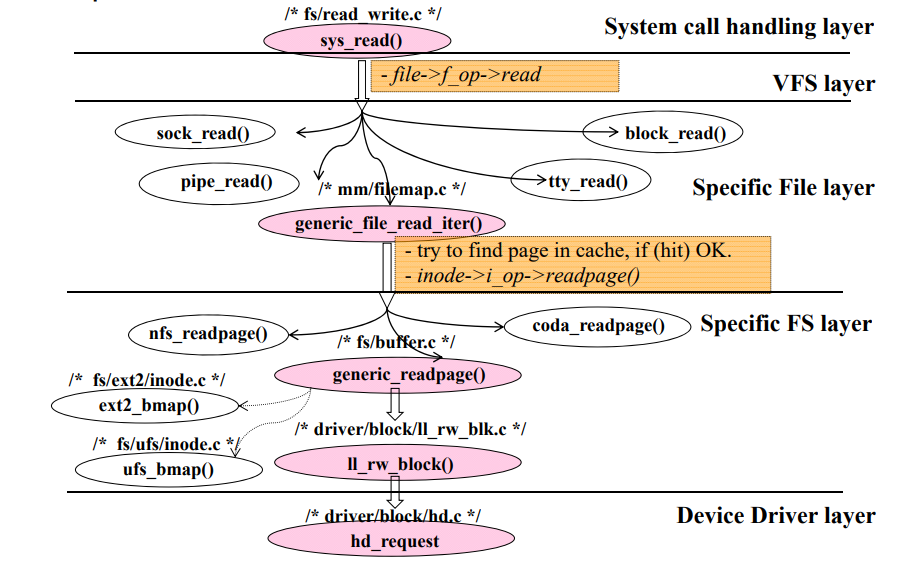 /* fs/read_write.c */
System call handling layer
sys_read()
- file->f_op->read
VFS layer
sock_read()
block_read()
pipe_read()
/* mm/filemap.c */
tty_read()
Specific File layer
generic_file_read_iter()
- try to find page in cache, if (hit) OK.
- inode->i_op->readpage()
nfs_readpage()
coda_readpage()
Specific FS layer
/* fs/buffer.c */
generic_readpage()
/* fs/ext2/inode.c */
ext2_bmap()
/* driver/block/ll_rw_blk.c */
/* fs/ufs/inode.c */
ufs_bmap()
ll_rw_block()
/* driver/block/hd.c */
Device Driver layer
hd_request